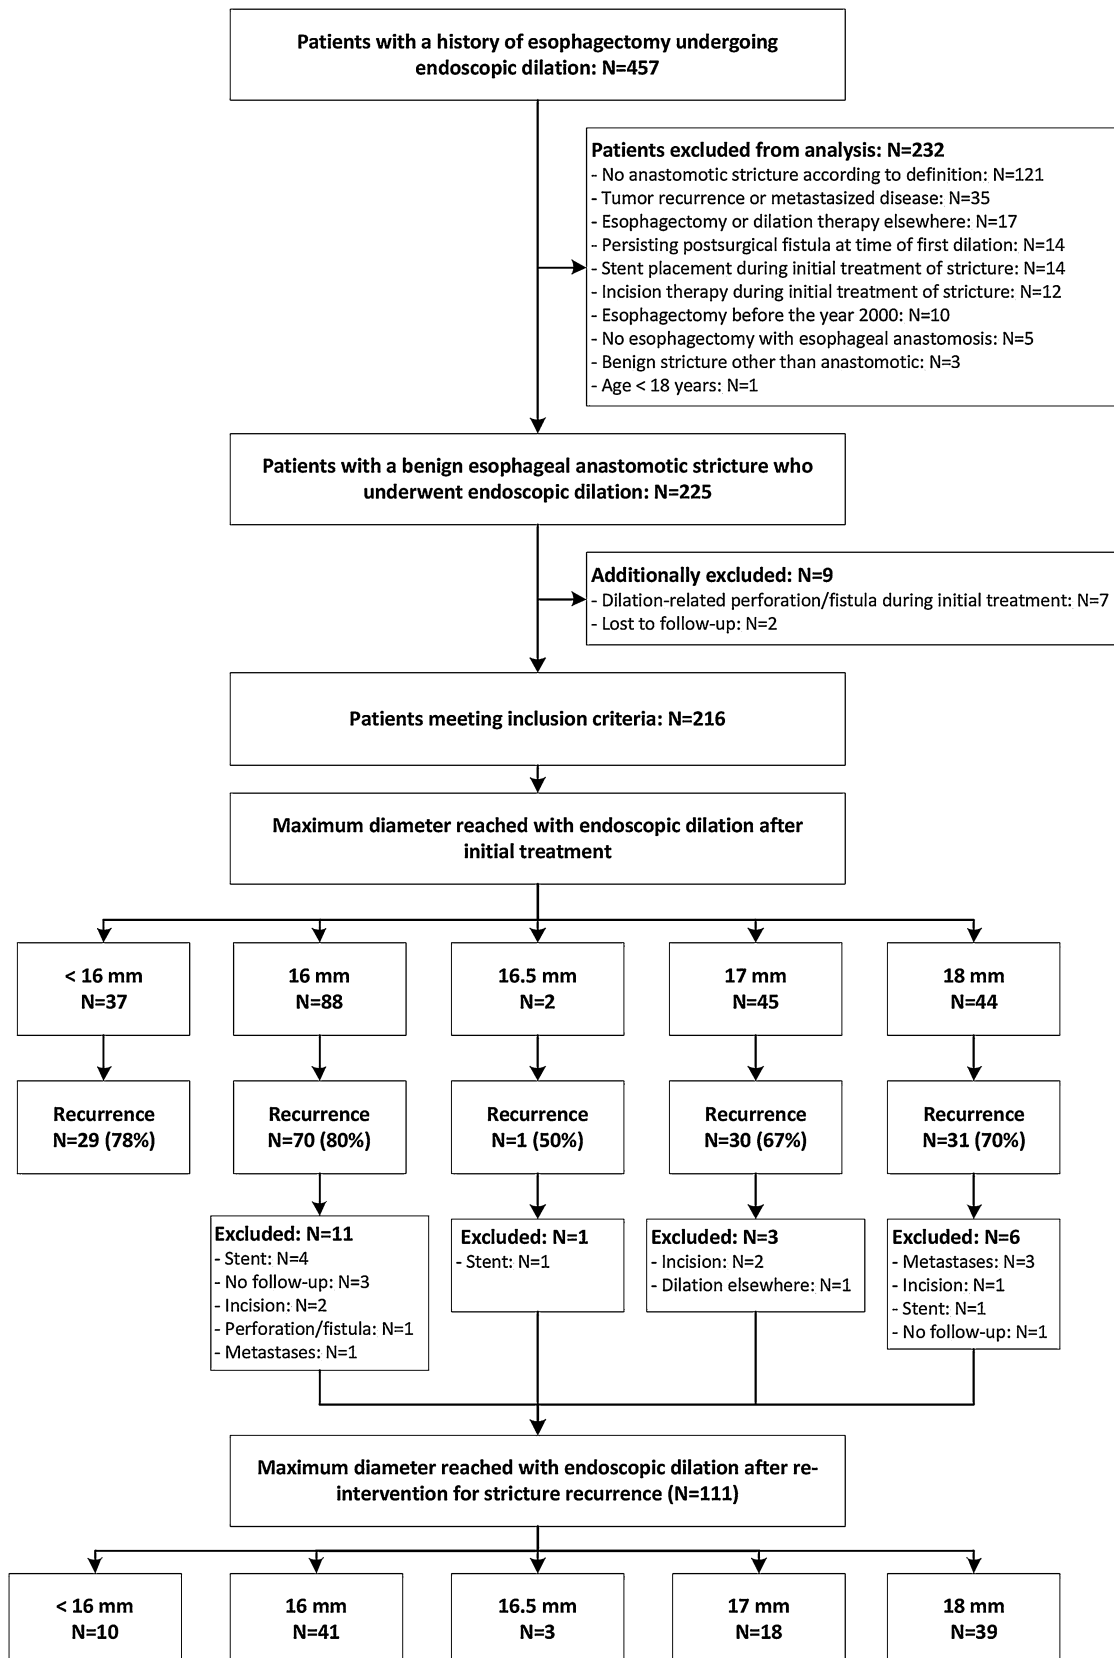 Patients with a history of esophagectomy undergoing
endoscopic dilation: N=457
Patients excluded from analysis: N=232
- No anastomotic stricture according to definition: N=121
- Tumor recurrence or metastasized disease: N=35
- Esophagectomy or dilation therapy elsewhere: N=17
- Persisting postsurgical fistula at time of first dilation: N=14
- Stent placement during initial treatment of stricture: N=14
- Incision therapy during initial treatment of stricture: N=12
- Esophagectomy before the year 2000: N=10
- No esophagectomy with esophageal anastomosis: N=5
- Benign stricture other than anastomotic: N=3
- Age < 18 years: N=1
Patients with a benign esophageal anastomotic stricture who
underwent endoscopic dilation: N=225
Additionally excluded: N=9
- Dilation-related perforation/fistula during initial treatment: N=7
- Lost to follow-up: N=2
Patients meeting inclusion criteria: N=216
Maximum diameter reached with endoscopic dilation after
initial treatment
< 16 mm
N=37
16 mm
N=88
16.5 mm
N=2
17 mm
N=45
18 mm
N=44
Recurrence
N=29 (78%)
Recurrence
N=70 (80%)
Recurrence
N=1 (50%)
Recurrence
N=30 (67%)
Recurrence
N=31 (70%)
Excluded: N=11
- Stent: N=4
- No follow-up: N=3
- Incision: N=2
- Perforation/fistula: N=1
- Metastases: N=1
Excluded: N=1
- Stent: N=1
Excluded: N=3
- Incision: N=2
- Dilation elsewhere: N=1
Excluded: N=6
- Metastases: N=3
- Incision: N=1
- Stent: N=1
- No follow-up: N=1
Maximum diameter reached with endoscopic dilation after re-
intervention for stricture recurrence (N=111)
< 16 mm
N=10
16 mm
N=41
16.5 mm
N=3
17 mm
N=18
18 mm
N=39